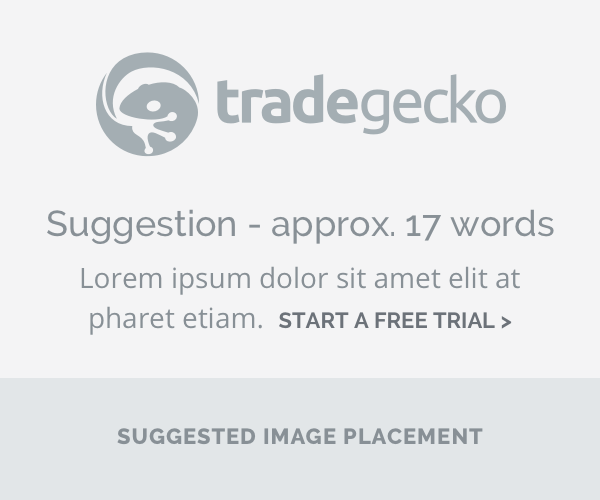 tradegecko
Suggestion - approx. 17 words
Lorem ipsum dolor sit amet elit at
pharet etiam. START A FREE TRIAL >
SUGGESTED IMAGE PLACEMENT